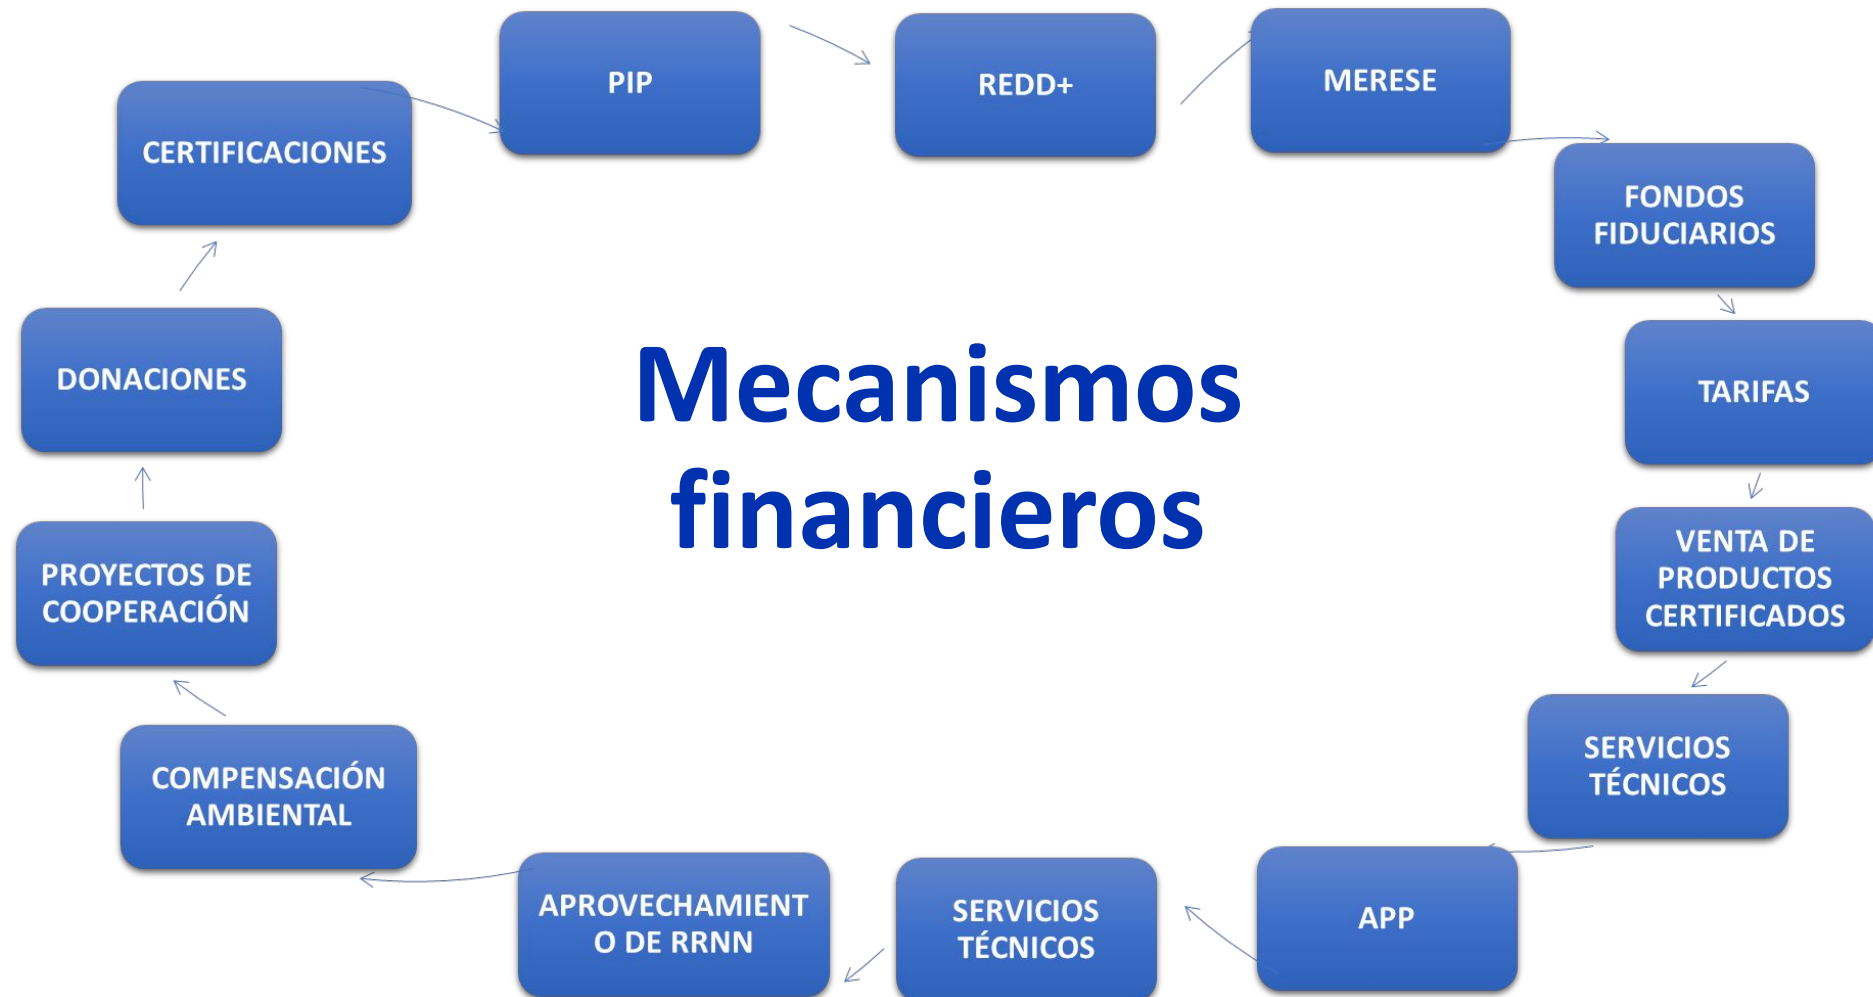 PIP
REDD+
MERESE
FONDOS
FIDUCIARIOS
TARIFAS
VENTA DE
PRODUCTOS
CERTIFICADOS
SERVICIOS
TÉCNICOS
APP
SERVICIOS
TÉCNICOS
APROVECHAMIENT
O DE RRNN
COMPENSACIÓN
AMBIENTAL
PROYECTOS DE
COOPERACIÓN
DONACIONES
CERTIFICACIONES
Mecanismos
financieros